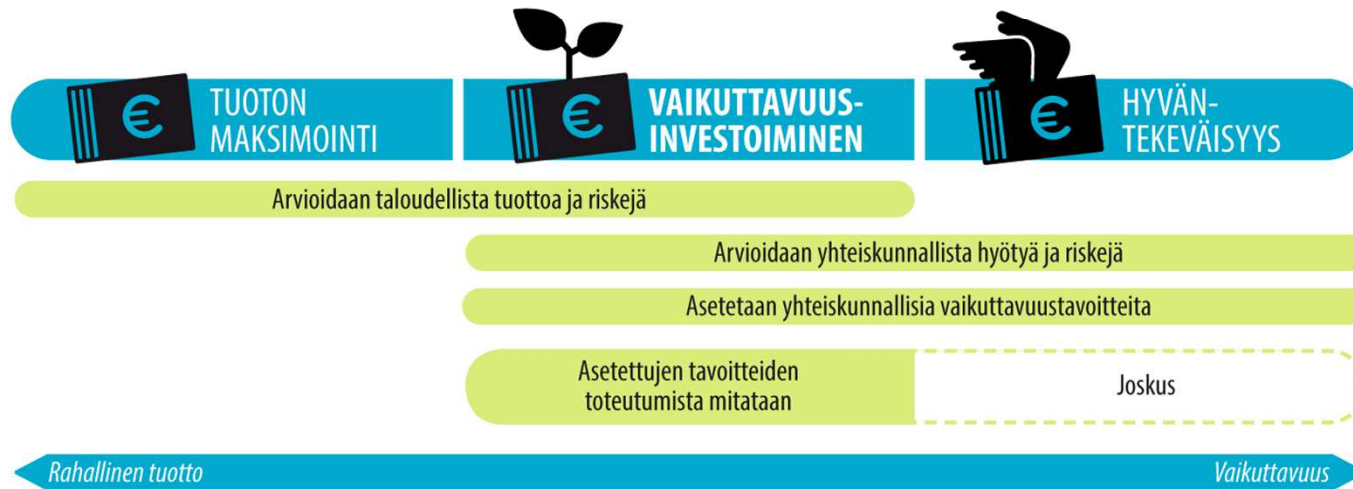 € TUOTON
MAKSIMOINTI
€ VAIKUTTAVUUS-
INVESTOIMINEN
€ HYVÄN-
TEKEVÄISYYS
Arvioidaan taloudellista tuottoa ja riskejä
Arvioidaan yhteiskunnallista hyötyä ja riskejä
Asetetaan yhteiskunnallisia vaikuttavuustavoitteita
Asetettujen tavoitteiden
toteutumista mitataan
Joskus
Rahallinen tuotto
Vaikuttavuus